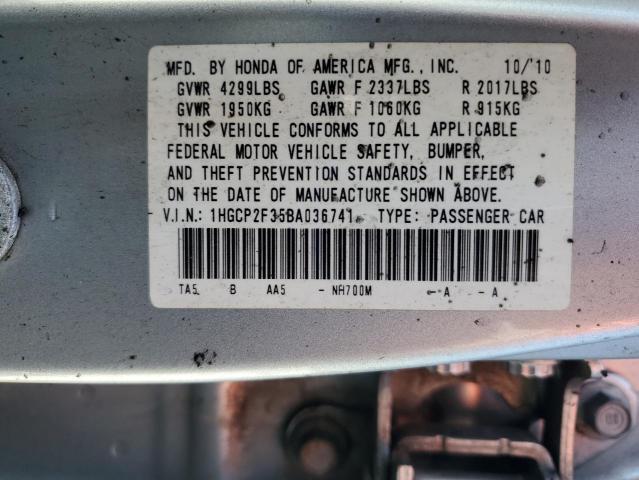 MFD. BY HONDA OF AMERICA MFG., INC. 10/'10
GVWR 4299LBS GAWR F 2337LBS R 2017LBS
GVWR 1950KG GAWR F 1060KG R 915KG
THIS VEHICLE CONFORMS TO ALL APPLICABLE
FEDERAL MOTOR VEHICLE SAFETY, BUMPER,
AND THEFT PREVENTION STANDARDS IN EFFECT
ON THE DATE OF MANUFACTURE SHOWN ABOVE.
V.I.N.: 1HGCP2F35BA036741 TYPE: PASSENGER CAR
TA5 B AA5 - NH700M -A -A